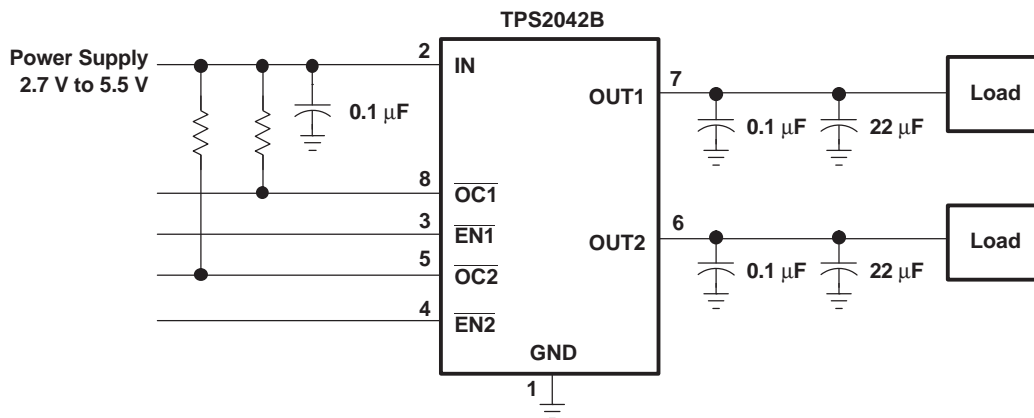 TPS2042B
Power Supply
2.7 V to 5.5 V
2
IN
0.1 μF
8
OC1
3
EN1
5
OC2
4
EN2
GND
1
OUT1
7
0.1 μF
22 μF
Load
OUT2
6
0.1 μF
22 μF
Load